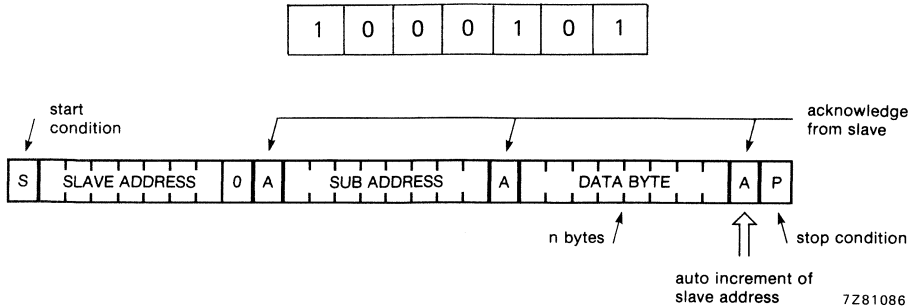 1 0 0 0 1 0 1
start
condition
acknowledge
from slave
S SLAVE ADDRESS 0 A SUB ADDRESS A DATA BYTE A P
n bytes
stop condition
auto increment of
slave address
7Z81086